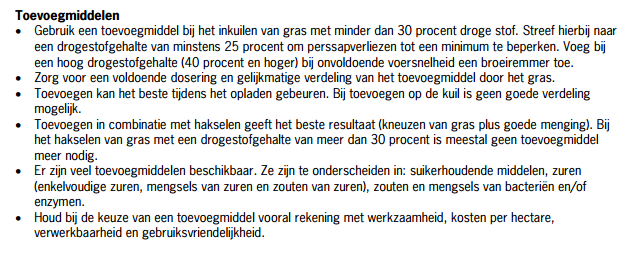 Toevoegmiddelen
• Gebruik een toevoegmiddel bij het inkuilen van gras met minder dan 30 procent droge stof. Streef hierbij naar
een drogestofgehalte van minstens 25 procent om perssapverliezen tot een minimum te beperken. Voeg bij
een hoog drogestofgehalte (40 procent en hoger) bij onvoldoende voersnelheid een broeiremmer toe.
• Zorg voor een voldoende dosering en gelijkmatige verdeling van het toevoegmiddel door het gras.
• Toevoegen kan het beste tijdens het opladen gebeuren. Bij toevoegen op de kuil is geen goede verdeling
mogelijk.
• Toevoegen in combinatie met hakselen geeft het beste resultaat (kneuzen van gras plus goede menging). Bij
het hakselen van gras met een drogestofgehalte van meer dan 30 procent is meestal geen toevoegmiddel
meer nodig.
• Er zijn veel toevoegmiddelen beschikbaar. Ze zijn te onderscheiden in: suikerhoudende middelen, zuren
(enkelvoudige zuren, mengsels van zuren en zouten van zuren), zouten en mengsels van bacteriën en/of
enzymen.
• Houd bij de keuze van een toevoegmiddel vooral rekening met werkzaamheid, kosten per hectare,
verwerkbaarheid en gebruiksvriendelijkheid.